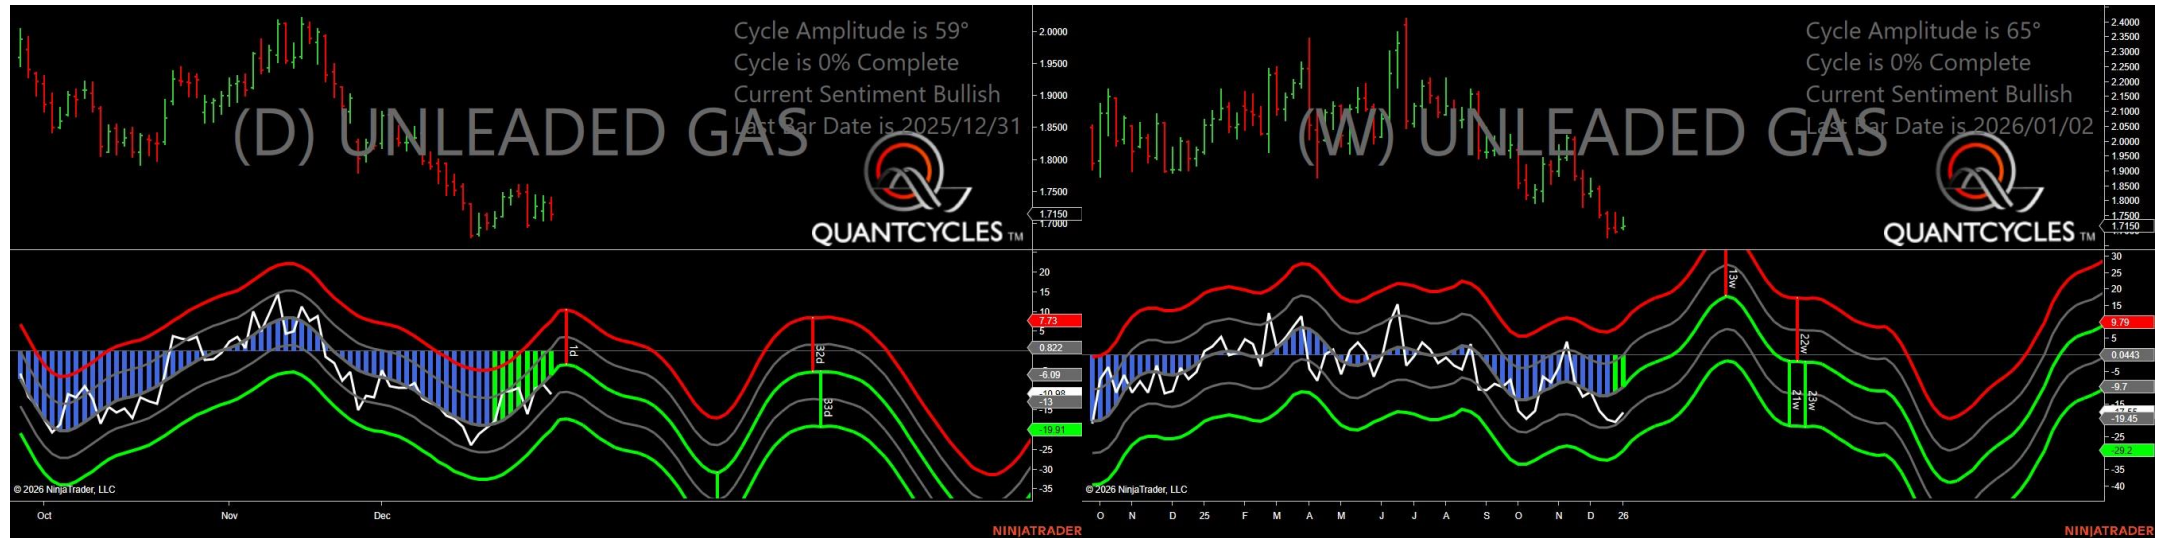 Cycle Amplitude is 59°
Cycle is 0% Complete
Current Sentiment Bullish
Last Bar Date is 2025/12/31
(D) UNLEADED GAS
QUANTCYCLES TM
2.0000
1.9500
1.9000
1.8500
1.8000
1.7500
1.7150
1.7000
20
15
10
7.73
5
0.822
-6.09
-10.98
-13
-15
-19.91
-25
-30
-35
1d
32d
33d
© 2026 NinjaTrader, LLC
Oct Nov Dec
NINJATRADER
Cycle Amplitude is 65°
Cycle is 0% Complete
Current Sentiment Bullish
Last Bar Date is 2026/01/02
(W) UNLEADED GAS
QUANTCYCLES TM
2.4000
2.3500
2.3000
2.2500
2.2000
2.1500
2.1000
2.0500
2.0000
1.9500
1.9000
1.8500
1.8000
1.7500
1.7150
30
25
20
15
9.79
5
0.0443
-5
-9.7
-15
-19.45
-25
-29.2
-35
-40
13w
22w
21w
23w
© 2026 NinjaTrader, LLC
O N D 25 F M A M J J A S O N D 26
NINJATRADER